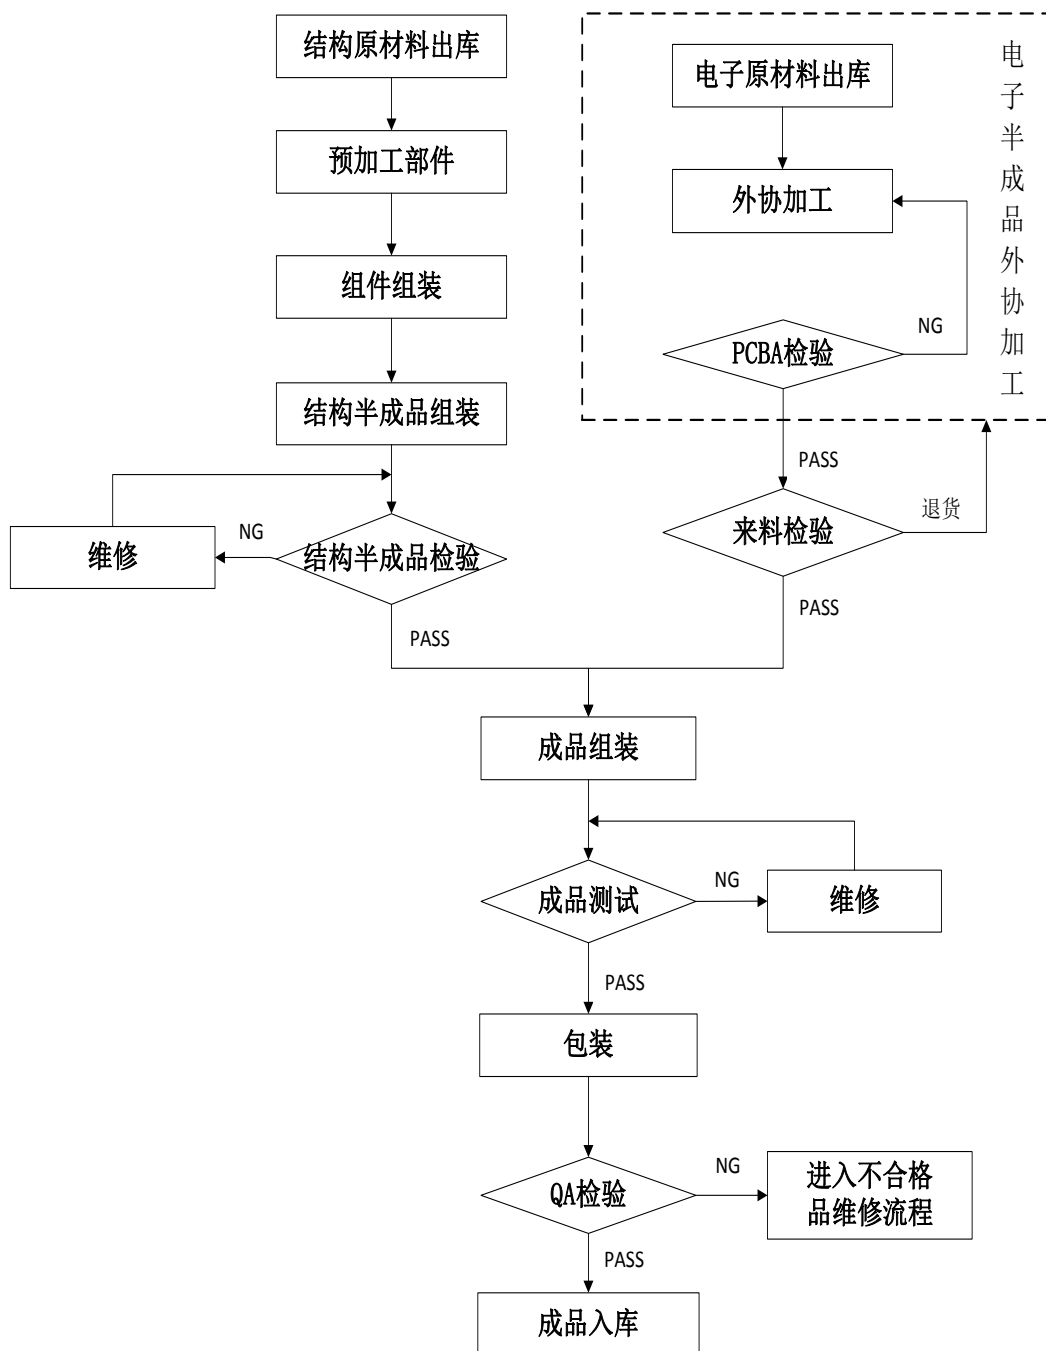 结构原材料出库
预加工部件
组件组装
结构半成品组装
维修
NG
结构半成品检验
PASS
电子原材料出库
外协加工
NG
PCBA检验
电子半成品外协加工
PASS
来料检验
退货
PASS
成品组装
成品测试
NG
维修
PASS
包装
QA检验
NG
进入不合格
品维修流程
PASS
成品入库